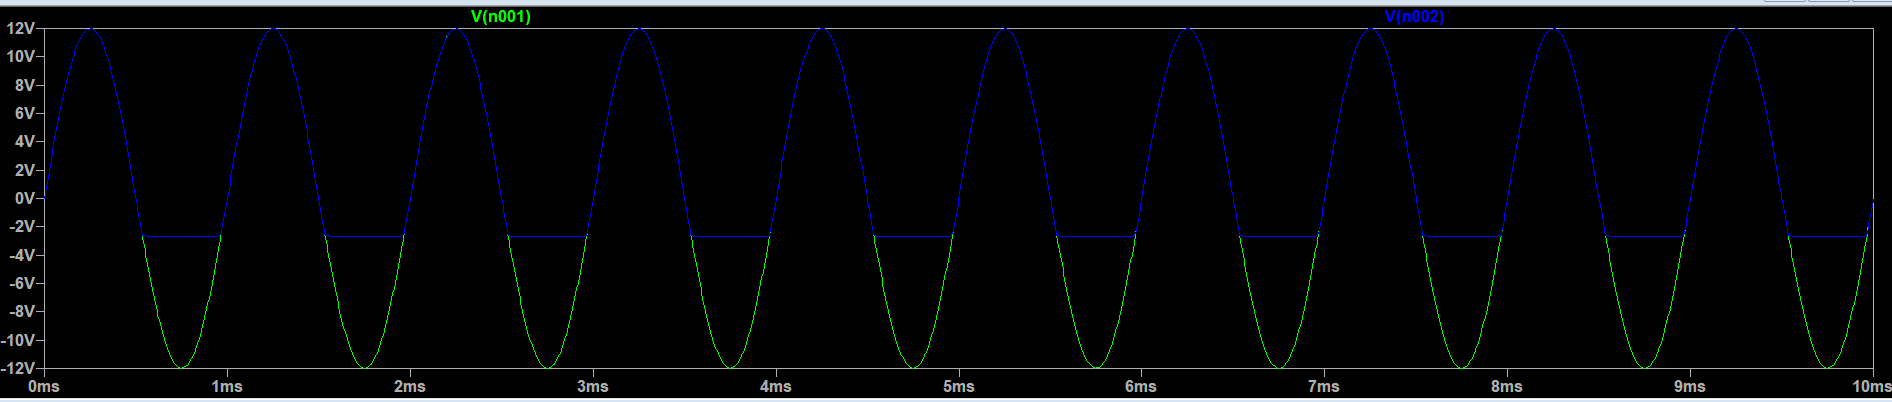 V(n001) V(n002)
12V
10V
8V
6V
4V
2V
0V
-2V
-4V
-6V
-8V
-10V
-12V
0ms 1ms 2ms 3ms 4ms 5ms 6ms 7ms 8ms 9ms 10ms